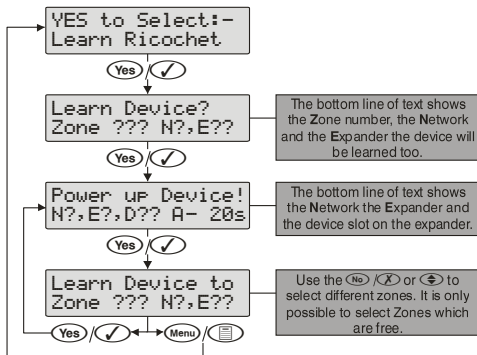 YES to Select:-
Learn Ricochet
Yes / ✓
Learn Device?
Zone ??? N?,E??
The bottom line of text shows
the Zone number, the Network
and the Expander the device will
be learned too.
Yes / ✓
Power up Device!
N?,E?,D?? A- 20s
The bottom line of text shows
the Network the Expander and
the device slot on the expander.
Yes / ✓
Learn Device to
Zone ??? N?,E??
Use the No / X or to
select different zones. It is only
possible to select Zones which
are free.
Yes / ✓ Menu /